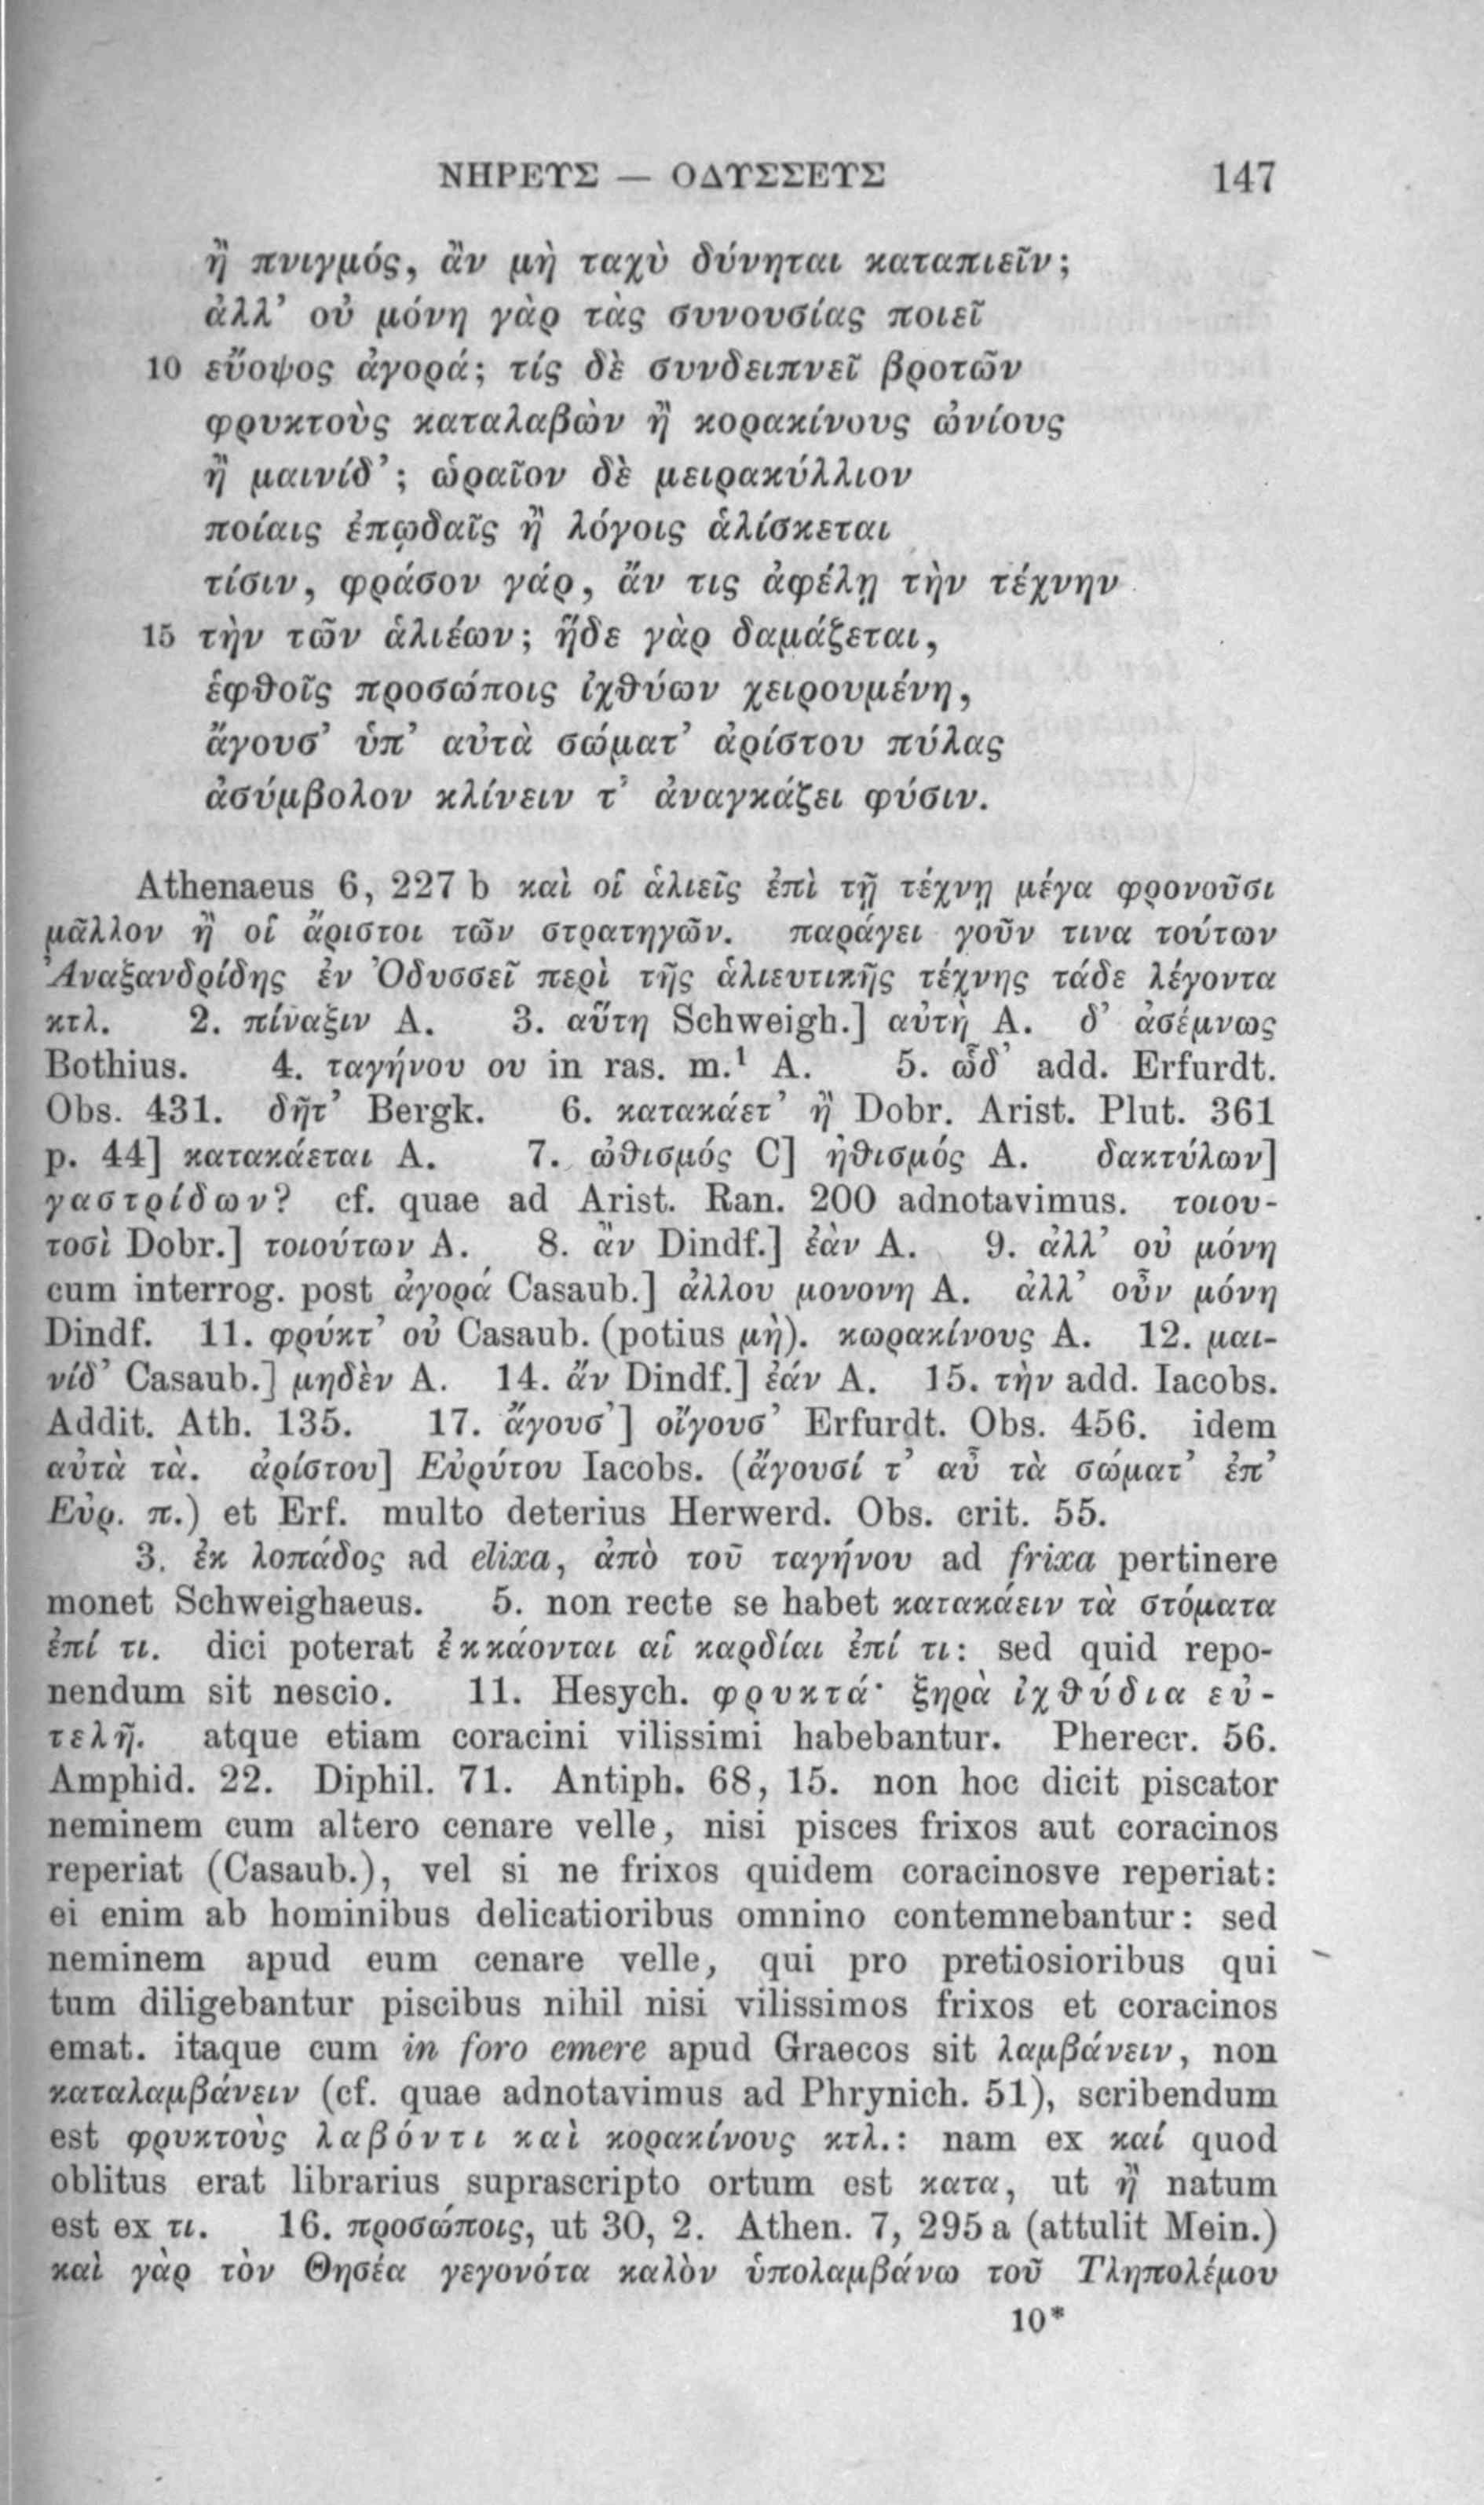 ΝΗΡΕΥΣ — ΟΔΥΣΣΕΥΣ 147
ἢ πνιγμός, ἂν μὴ ταχὺ δύνηται καταπιεῖν;
ἀλλ’ οὐ μόνη γὰρ τὰς συνουσίας ποιεῖ
10 εὔοψος ἀγορά; τίς δὲ συνδειπνεῖ βροτῶν
φρυκτοὺς καταλαβὼν ἢ κορακίνους ὠνίους
ἢ μαινίδ’; ὡραῖον δὲ μειρακύλλιον
ποίαις ἐπῳδαῖς ἢ λόγοις ἁλίσκεται
τίσιν, φράσον γάρ, ἄν τις ἀφέλῃ τὴν τέχνην
15 τὴν τῶν ἁλιέων; ἥδε γὰρ δαμάζεται,
ἑφθοῖς προσώποις ἰχθύων χειρουμένη,
ἄγουσ’ ὑπ’ αὐτὰ σώματ’ ἀρίστου πύλας
ἀσύμβολον κλίνειν τ’ ἀναγκάζει φύσιν.
Athenaeus 6, 227 b καὶ οἱ ἁλιεῖς ἐπὶ τῇ τέχνῃ μέγα φρονοῦσι
μᾶλλον ἢ οἱ ἄριστοι τῶν στρατηγῶν. παράγει γοῦν τινα τούτων
Ἀναξανδρίδης ἐν Ὀδυσσεῖ περὶ τῆς ἁλιευτικῆς τέχνης τάδε λέγοντα
κτλ. 2. πίναξιν A. 3. αὕτη Schweigh.] αὐτὴ A. δ’ ἀσέμνως
Bothius. 4. ταγήνου ου in ras. m.¹ A. 5. ὧδ’ add. Erfurdt.
Obs. 431. δῆτ’ Bergk. 6. κατακάετ’ ἢ Dobr. Arist. Plut. 361
p. 44] κατακάεται A. 7. ὠθισμός C] ἠθισμός A. δακτύλων]
γαστρίδων? cf. quae ad Arist. Ran. 200 adnotavimus. τοιου-
τοσὶ Dobr.] τοιούτων A. 8. ἂν Dindf.] ἐὰν A. 9. ἀλλ’ οὐ μόνη
cum interrog. post ἀγορά Casaub.] ἄλλου μονονη A. ἀλλ’ οὖν μόνη
Dindf. 11. φρύκτ’ οὐ Casaub. (potius μὴ). κωρακίνους A. 12. μαι-
νίδ’ Casaub.] μηδὲν A. 14. ἄν Dindf.] ἐάν A. 15. τὴν add. Iacobs.
Addit. Ath. 135. 17. ἄγουσ’] οἴγουσ’ Erfurdt. Obs. 456. idem
αὐτὰ τὰ. ἀρίστου] Εὐρύτου Iacobs. (ἄγουσί τ’ αὖ τὰ σώματ’ ἐπ’
Εὐρ. π.) et Erf. multo deterius Herwerd. Obs. crit. 55.
3. ἐκ λοπάδος ad elixa, ἀπὸ τοῦ ταγήνου ad frixa pertinere
monet Schweighaeus. 5. non recte se habet κατακάειν τὰ στόματα
ἐπί τι. dici poterat ἐκκάονται αἱ καρδίαι ἐπί τι: sed quid repo-
nendum sit nescio. 11. Hesych. φρυκτά· ξηρὰ ἰχθύδια εὐ-
τελῆ. atque etiam coracini vilissimi habebantur. Pherecr. 56.
Amphid. 22. Diphil. 71. Antiph. 68, 15. non hoc dicit piscator
neminem cum altero cenare velle, nisi pisces frixos aut coracinos
reperiat (Casaub.), vel si ne frixos quidem coracinosve reperiat:
ei enim ab hominibus delicatioribus omnino contemnebantur: sed
neminem apud eum cenare velle, qui pro pretiosioribus qui
tum diligebantur piscibus nihil nisi vilissimos frixos et coracinos
emat. itaque cum in foro emere apud Graecos sit λαμβάνειν, non
καταλαμβάνειν (cf. quae adnotavimus ad Phrynich. 51), scribendum
est φρυκτοὺς λαβόντι καὶ κορακίνους κτλ.: nam ex καί quod
oblitus erat librarius suprascripto ortum est κατα, ut ἢ natum
est ex τι. 16. προσώποις, ut 30, 2. Athen. 7, 295 a (attulit Mein.)
καὶ γὰρ τὸν Θησέα γεγονότα καλὸν ὑπολαμβάνω τοῦ Τληπολέμου
10*